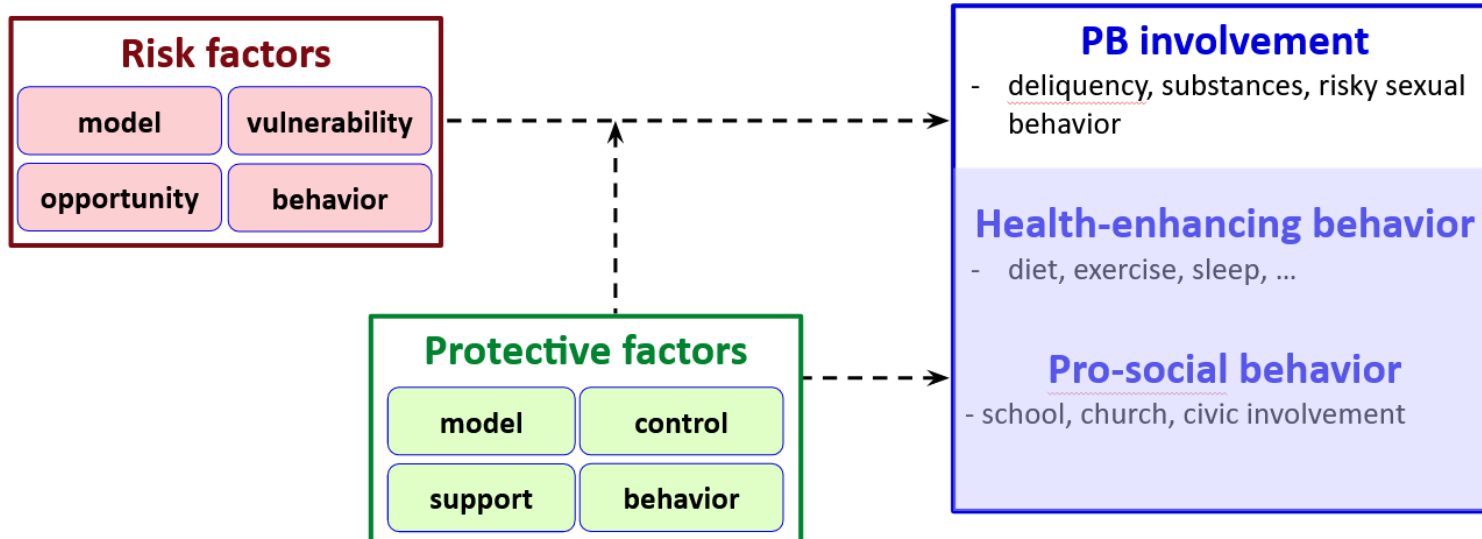 Risk factors
model
vulnerability
opportunity
behavior
Protective factors
model
control
support
behavior
PB involvement
- deliquency, substances, risky sexual
behavior
Health-enhancing behavior
- diet, exercise, sleep, ...
Pro-social behavior
- school, church, civic involvement